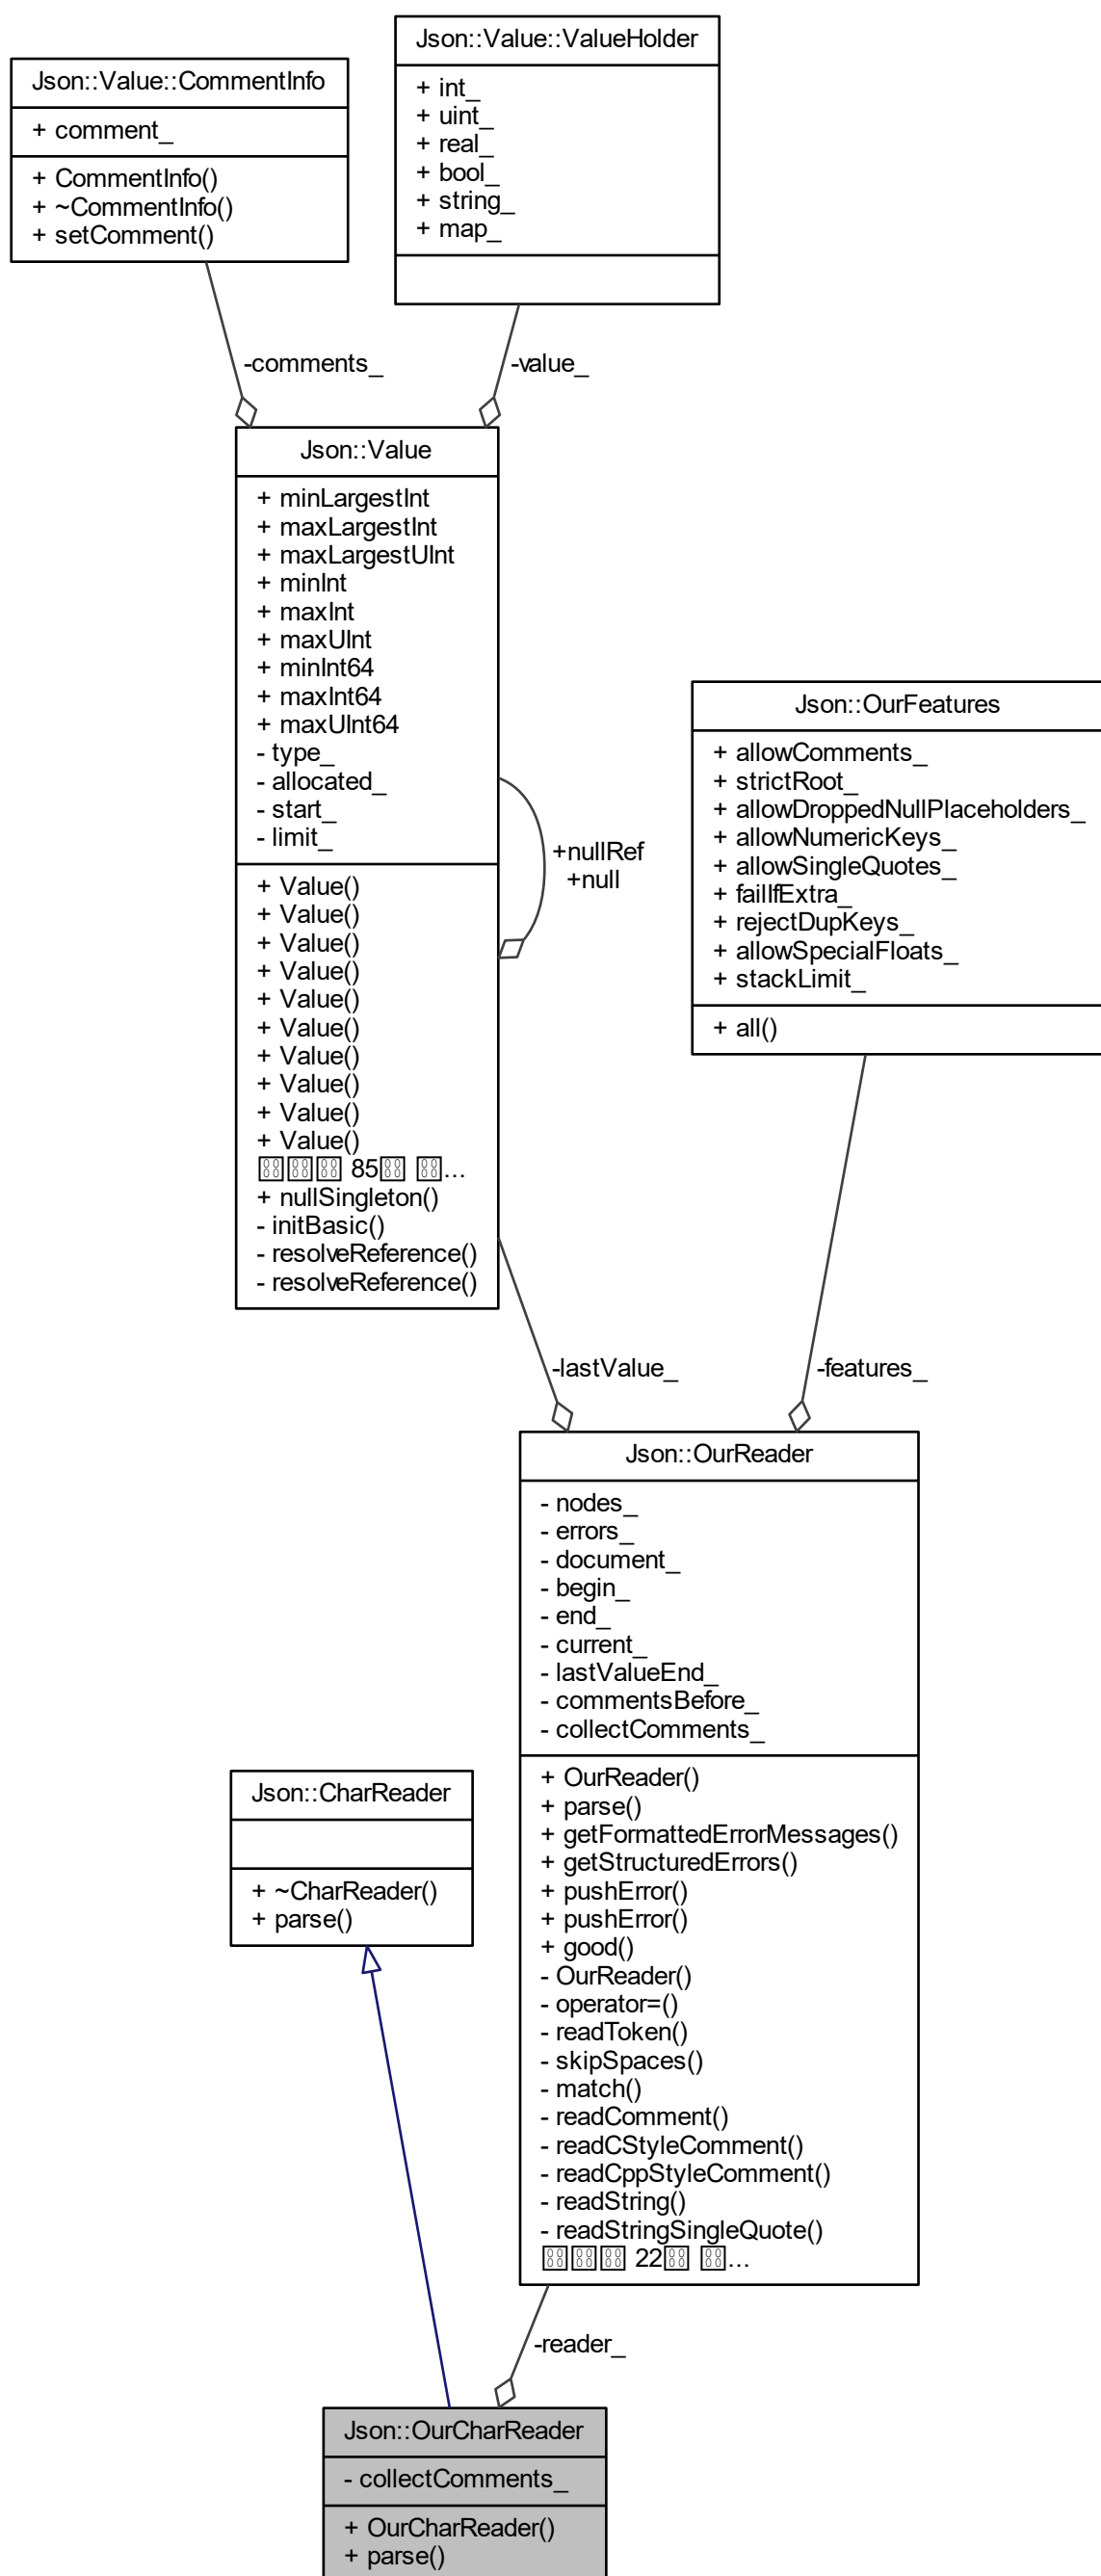 Json::Value::ValueHolder
+ int_
+ uint_
+ real_
+ bool_
+ string_
+ map_
Json::Value::CommentInfo
+ comment_
+ CommentInfo()
+ ~CommentInfo()
+ setComment()
-comments_
-value_
Json::Value
+ minLargestInt
+ maxLargestInt
+ maxLargestUInt
+ minInt
+ maxInt
+ maxUInt
+ minInt64
+ maxInt64
+ maxUInt64
- type_
- allocated_
- start_
- limit_
+ Value()
+ Value()
+ Value()
+ Value()
+ Value()
+ Value()
+ Value()
+ Value()
+ Value()
+ Value()
85 ...
+ nullSingleton()
- initBasic()
- resolveReference()
- resolveReference()
+nullRef
+null
Json::OurFeatures
+ allowComments_
+ strictRoot_
+ allowDroppedNullPlaceholders_
+ allowNumericKeys_
+ allowSingleQuotes_
+ failIfExtra_
+ rejectDupKeys_
+ allowSpecialFloats_
+ stackLimit_
+ all()
-lastValue_
-features_
Json::OurReader
- nodes_
- errors_
- document_
- begin_
- end_
- current_
- lastValueEnd_
- commentsBefore_
- collectComments_
+ OurReader()
+ parse()
+ getFormattedErrorMessages()
+ getStructuredErrors()
+ pushError()
+ pushError()
+ good()
- OurReader()
- operator=()
- readToken()
- skipSpaces()
- match()
- readComment()
- readCStyleComment()
- readCppStyleComment()
- readString()
- readStringSingleQuote()
22 ...
Json::CharReader
+ ~CharReader()
+ parse()
-reader_
Json::OurCharReader
- collectComments_
+ OurCharReader()
+ parse()